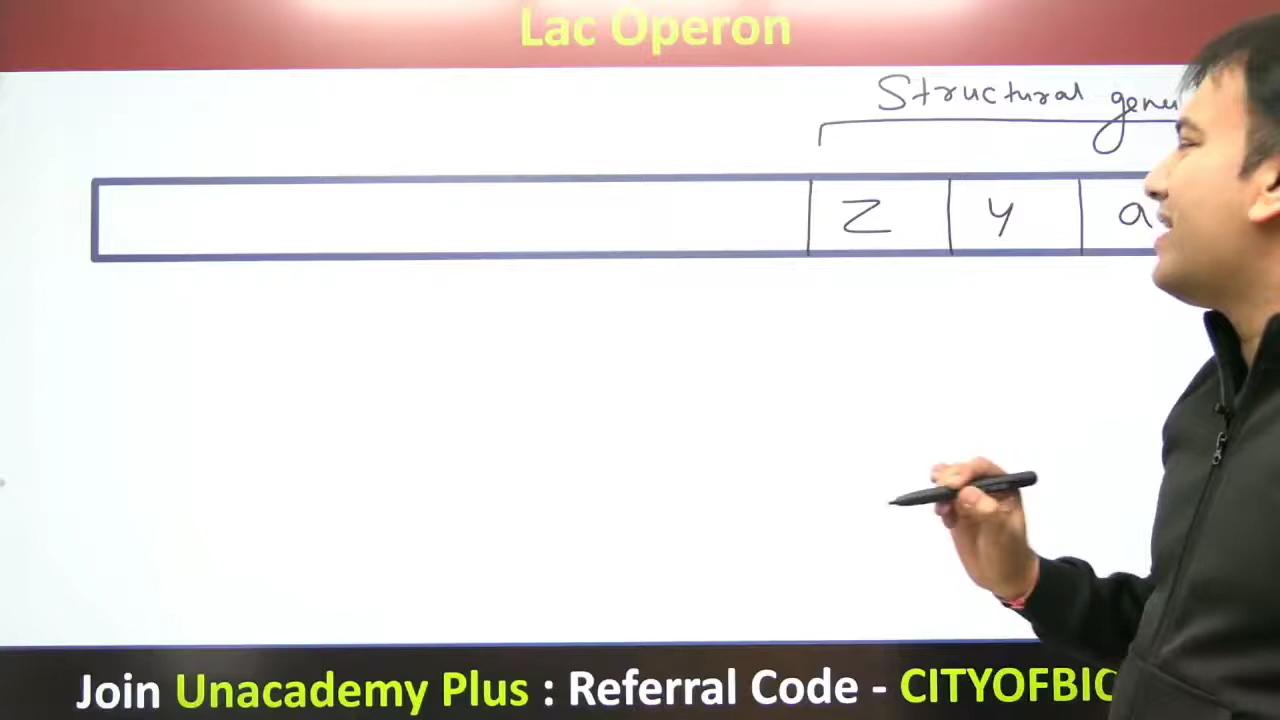 Lac Operon
Structural
z y a
Join Unacademy Plus : Referral Code - CITYOFBIO